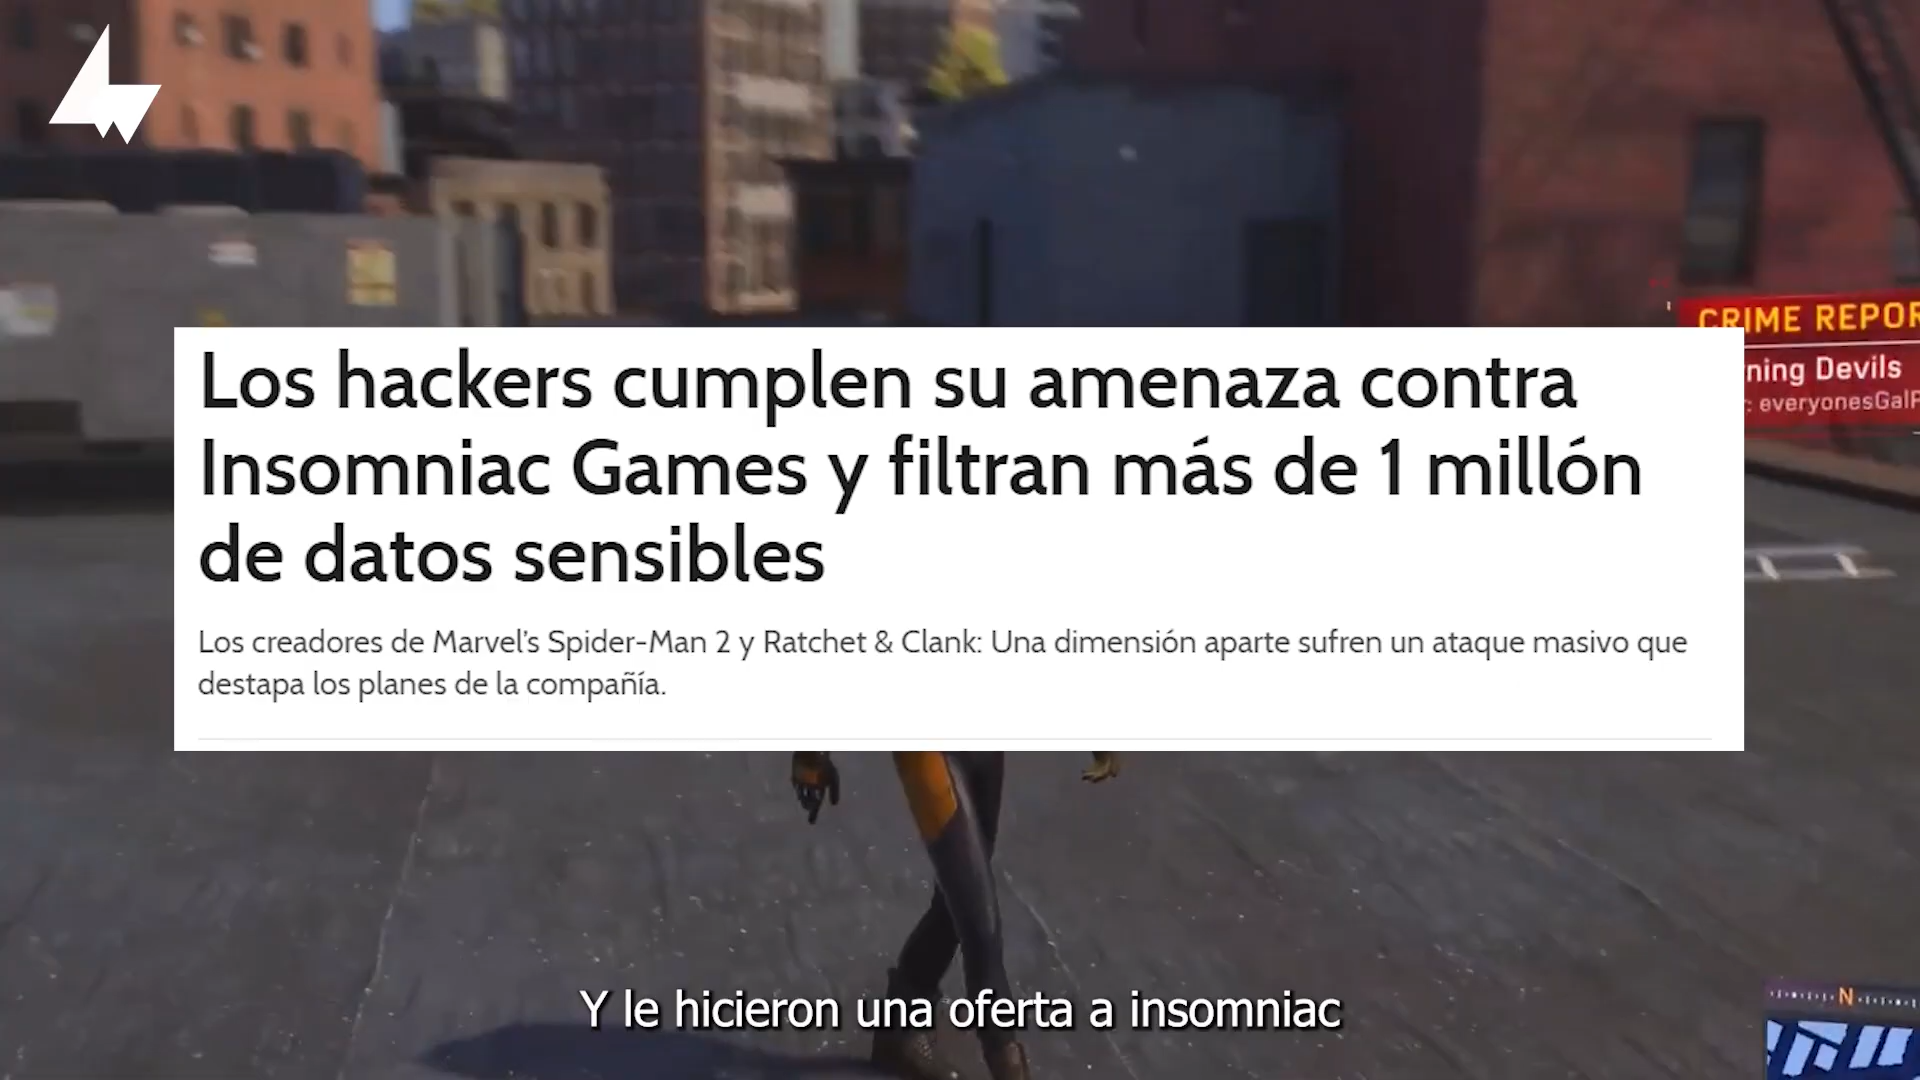 CRIME REPOR
ning Devils
: everyonesGalP
Los hackers cumplen su amenaza contra
Insomniac Games y filtran más de 1 millón
de datos sensibles
Los creadores de Marvel's Spider-Man 2 y Ratchet & Clank: Una dimensión aparte sufren un ataque masivo que
destapa los planes de la compañía.
Y le hicieron una oferta a insomniac
N